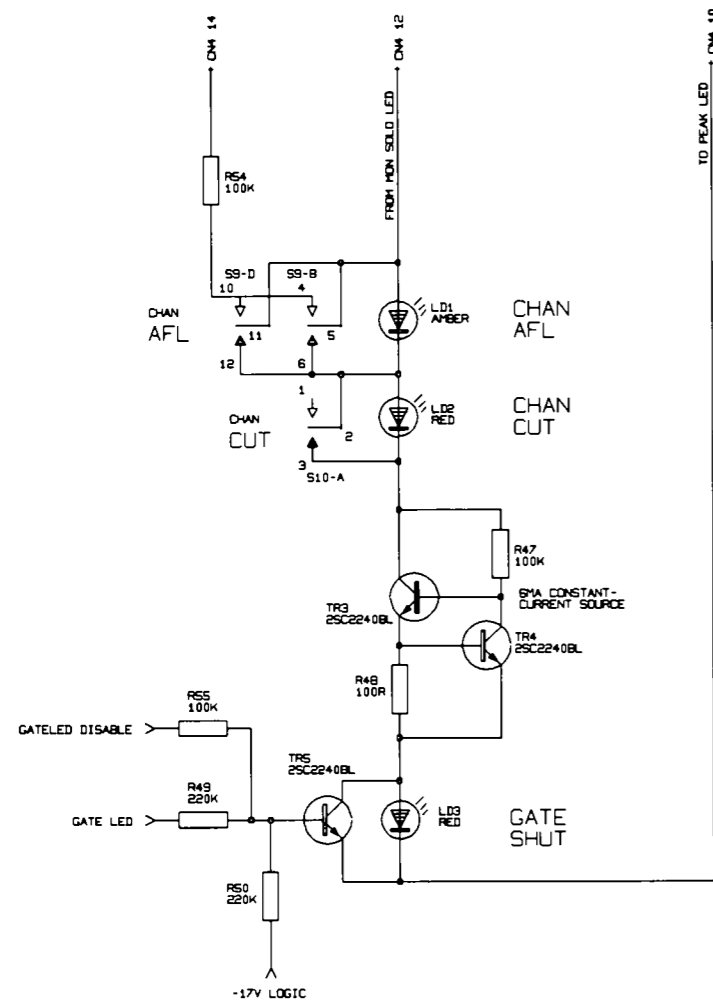 CN4 14
CN4 12
CN4 10
FROM MON SOLO LED
TO PEAK LED
R54
100K
S9-D
S9-B
10
4
CHAN
AFL
11
5
12
6
LD1
AMBER
CHAN
AFL
1
CHAN
CUT
2
3
S10-A
LD2
RED
CHAN
CUT
R47
100K
TR3
2SC2240BL
6MA CONSTANT-
CURRENT SOURCE
TR4
2SC2240BL
R48
100R
R55
100K
GATELED DISABLE
TR5
2SC2240BL
R49
220K
GATE LED
LD3
RED
GATE
SHUT
R50
220K
-17V LOGIC